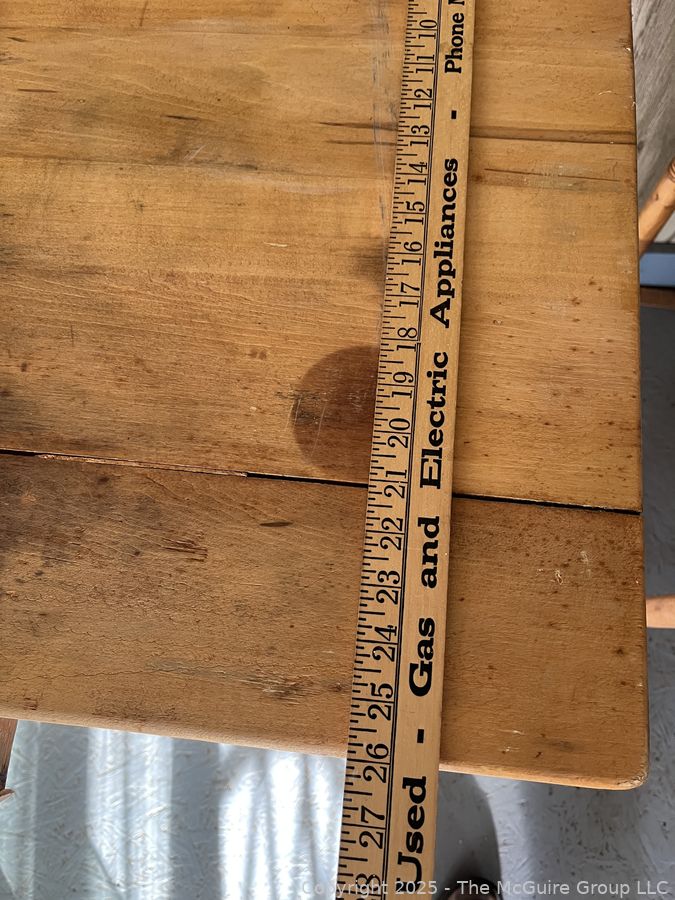 10 11 12 13 14 15 16 17 18 19 20 21 22 23 24 25 26 27 28
Used - Gas and Electric Appliances - Phone
Copyright 2025 - The McGuire Group LLC